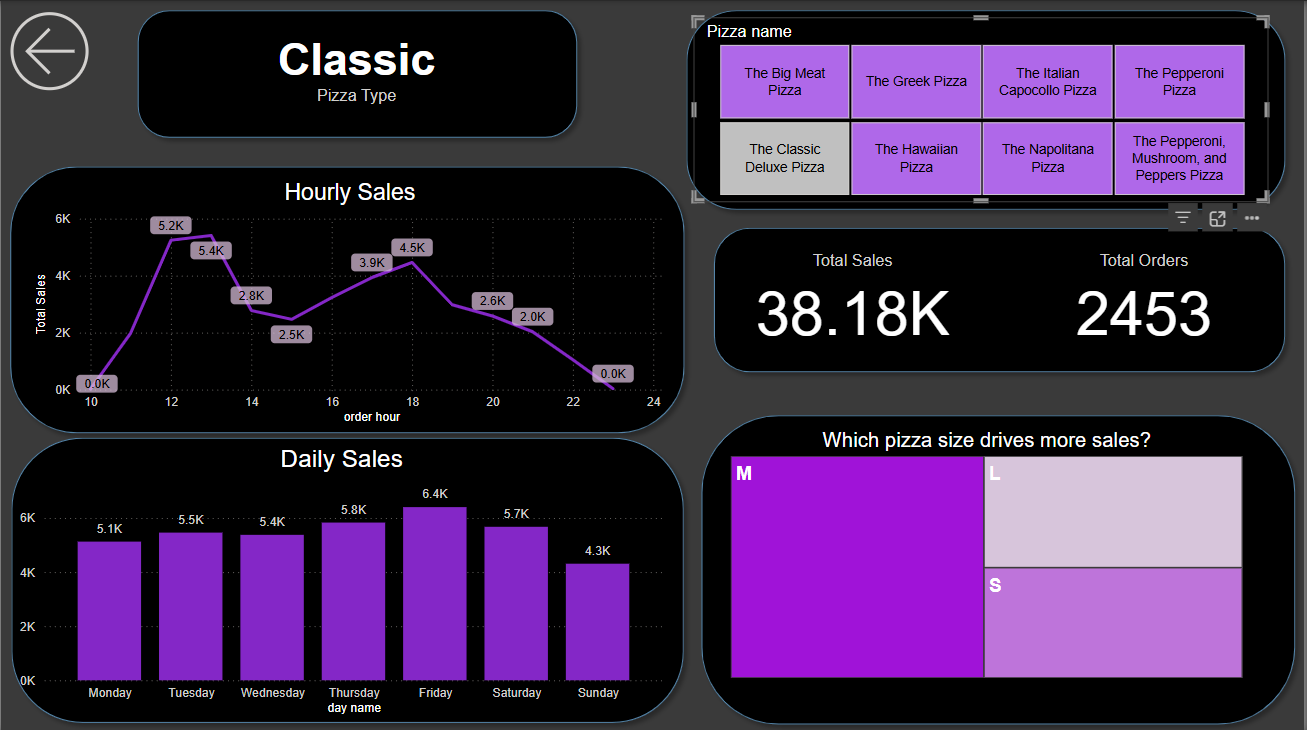 Classic
Pizza Type
Pizza name
The Big Meat
Pizza
The Greek Pizza
The Italian
Capocollo Pizza
The Pepperoni
Pizza
The Classic
Deluxe Pizza
The Hawaiian
Pizza
The Napolitana
Pizza
The Pepperoni,
Mushroom, and
Peppers Pizza
Hourly Sales
Total Sales
6K
4K
2K
0K
0.0K
5.2K
5.4K
2.8K
2.5K
3.9K
4.5K
2.6K
2.0K
0.0K
10 12 14 16 18 20 22 24
order hour
Total Sales
38.18K
Total Orders
2453
Daily Sales
6K
4K
2K
0K
5.1K
5.5K
5.4K
5.8K
6.4K
5.7K
4.3K
Monday Tuesday Wednesday Thursday Friday Saturday Sunday
day name
Which pizza size drives more sales?
M
L
S